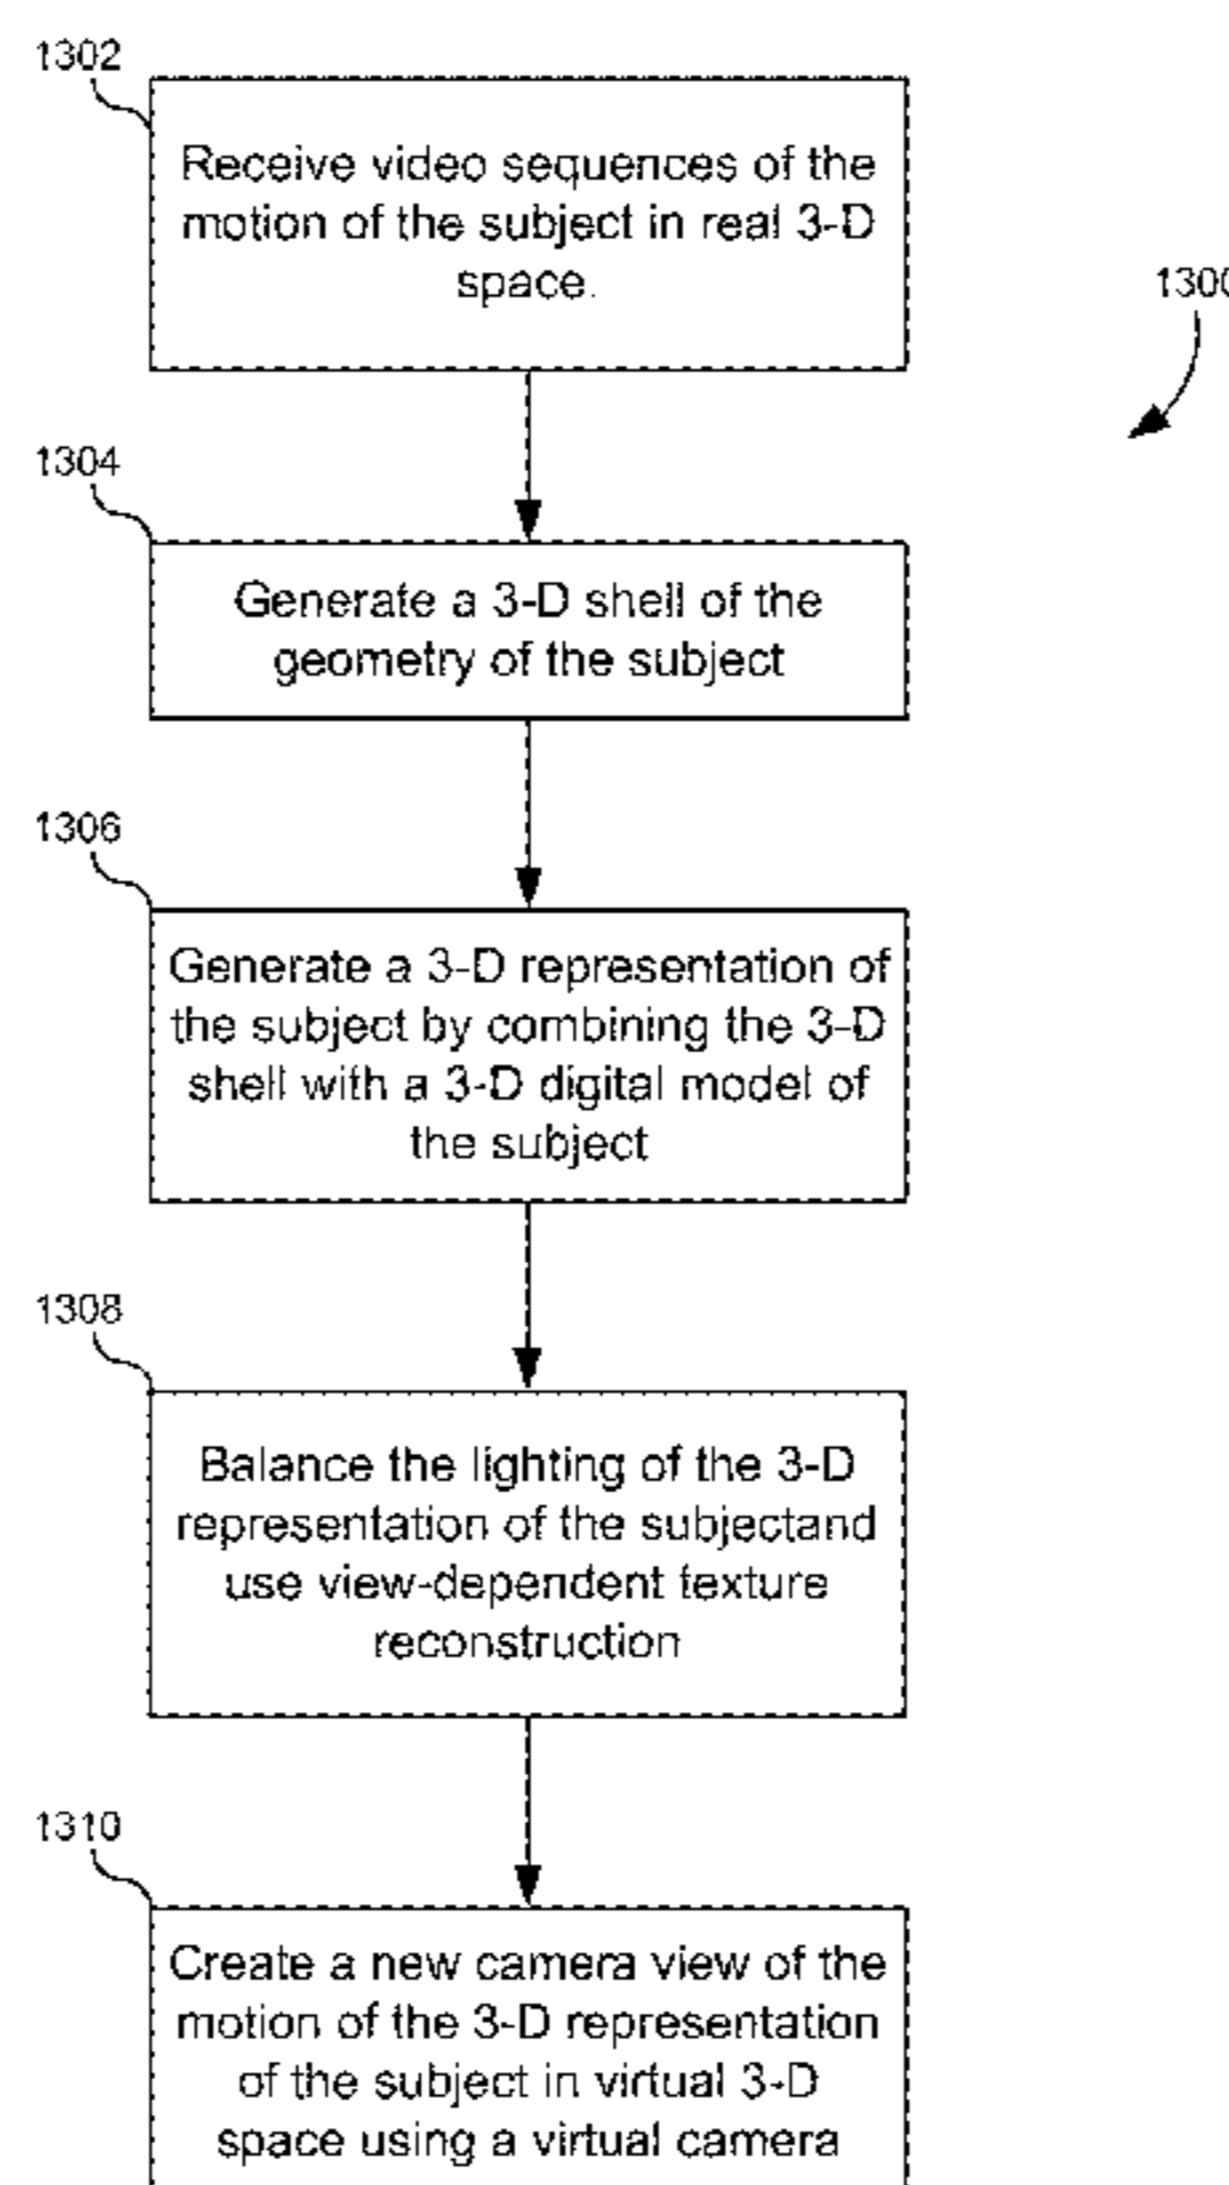 1302
Receive video sequences of the
motion of the subject in real 3-D
space.
1300
1304
Generate a 3-D shell of the
geometry of the subject
1306
Generate a 3-D representation of
the subject by combining the 3-D
shell with a 3-D digital model of
the subject
1308
Balance the lighting of the 3-D
representation of the subjectand
use view-dependent texture
reconstruction
1310
Create a new camera view of the
motion of the 3-D representation
of the subject in virtual 3-D
space using a virtual camera